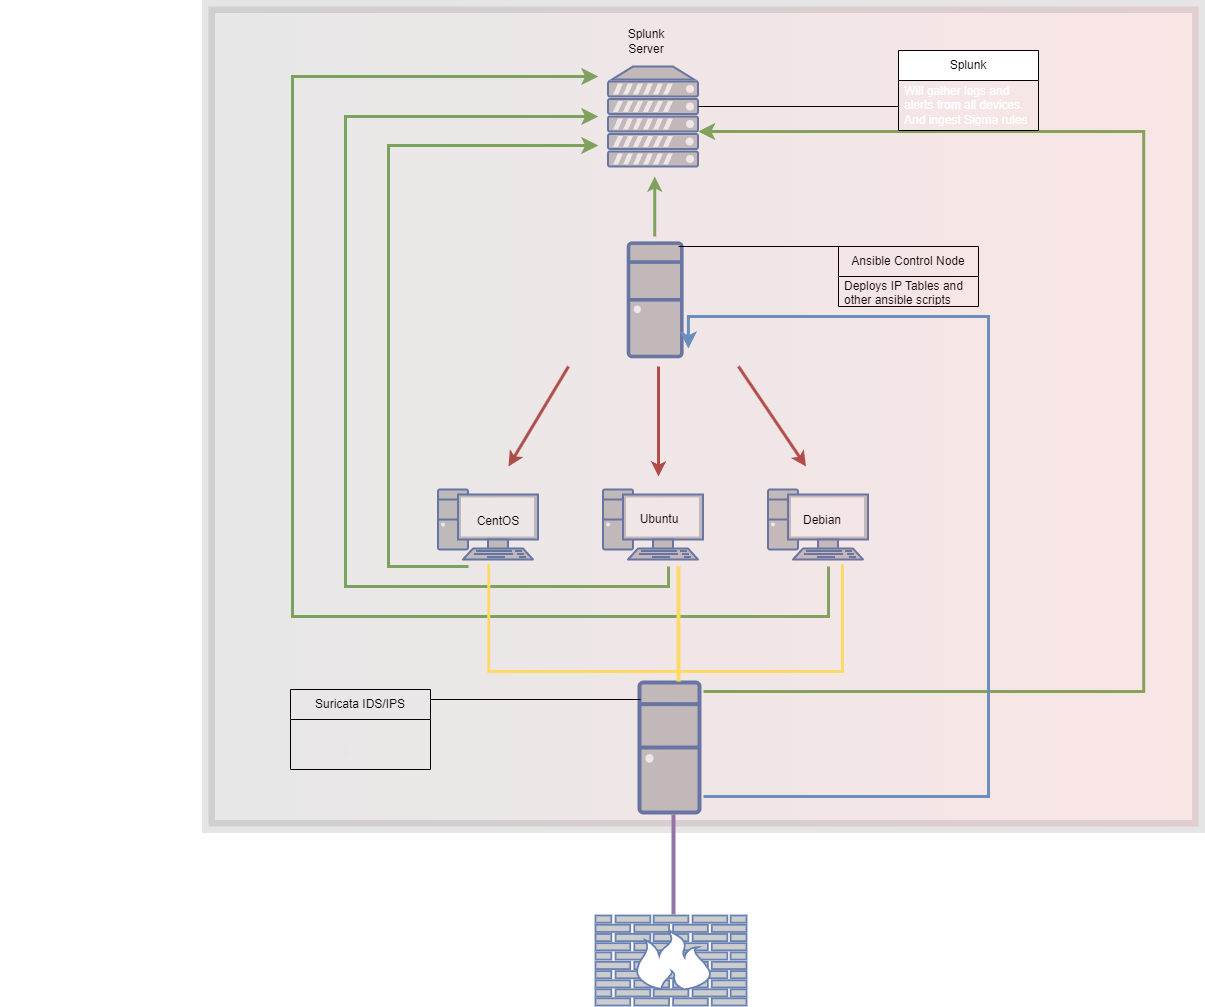 Splunk
Server
Splunk
Will gather logs and
alerts from all devices.
And ingest Sigma rules
Ansible Control Node
Deploys IP Tables and
other ansible scripts
CentOS
Ubuntu
Debian
Suricata IDS/IPS